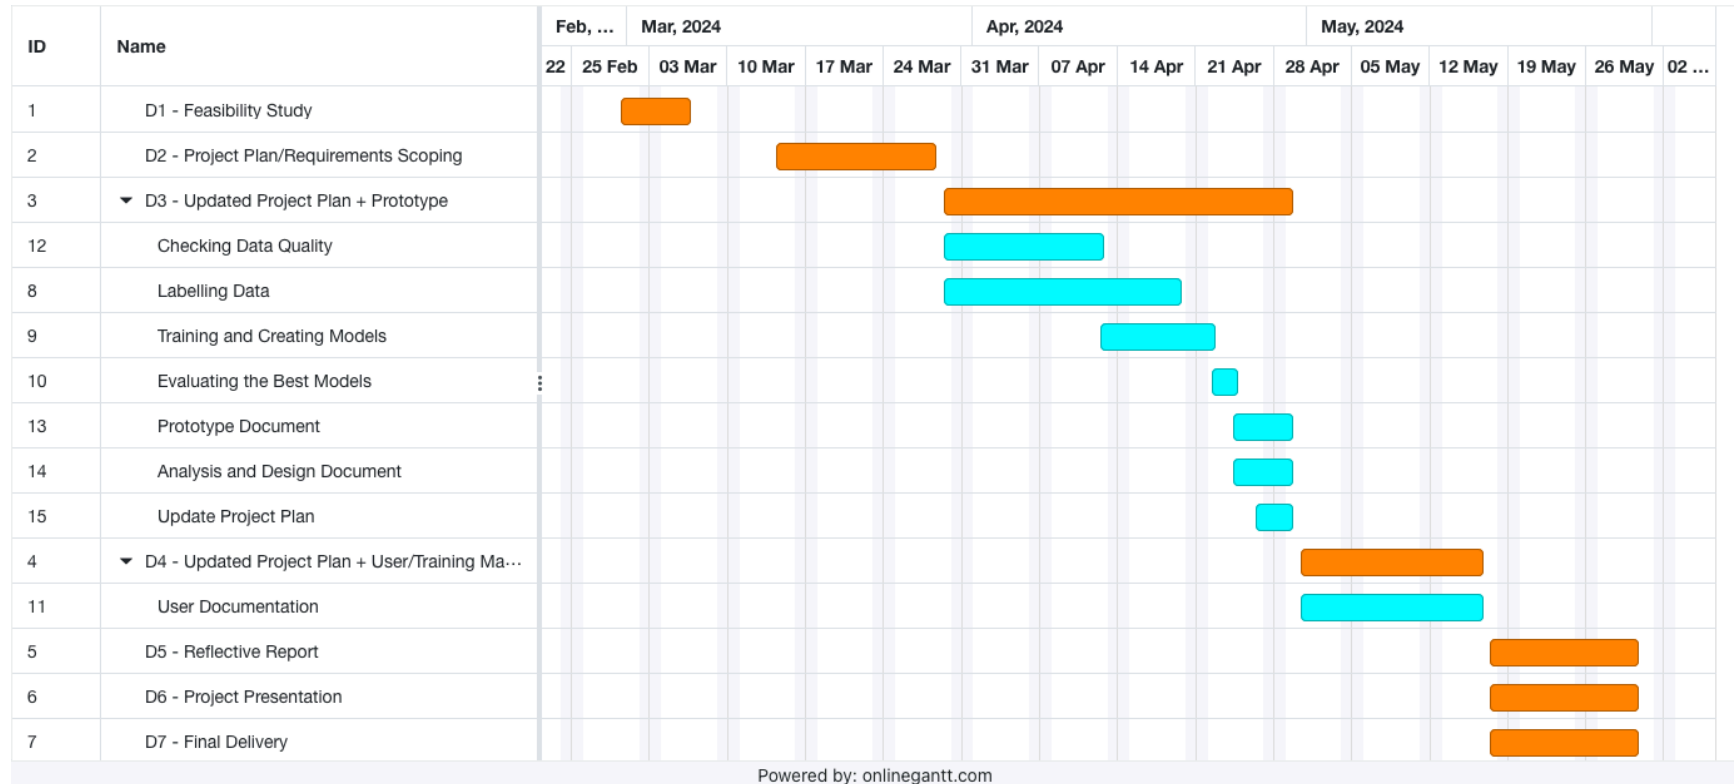 ID Name Feb, ... Mar, 2024 Apr, 2024 May, 2024
22 25 Feb 03 Mar 10 Mar 17 Mar 24 Mar 31 Mar 07 Apr 14 Apr 21 Apr 28 Apr 05 May 12 May 19 May 26 May 02 ...
1 D1 - Feasibility Study
2 D2 - Project Plan/Requirements Scoping
3 D3 - Updated Project Plan + Prototype
12 Checking Data Quality
8 Labelling Data
9 Training and Creating Models
10 Evaluating the Best Models
13 Prototype Document
14 Analysis and Design Document
15 Update Project Plan
4 D4 - Updated Project Plan + User/Training Ma...
11 User Documentation
5 D5 - Reflective Report
6 D6 - Project Presentation
7 D7 - Final Delivery
Powered by: onlinegantt.com